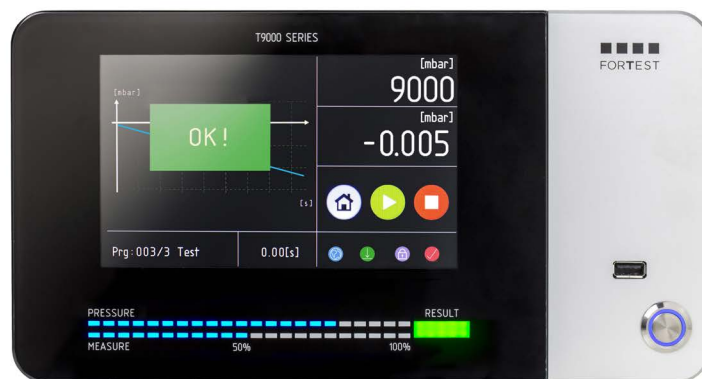 T9000 SERIES
FORTEST
[mbar]
9000
[mbar]
-0.005
[mbar]
OK!
[s]
Prg:003/3 Test
0.00[s]
PRESSURE
RESULT
MEASURE
50%
100%